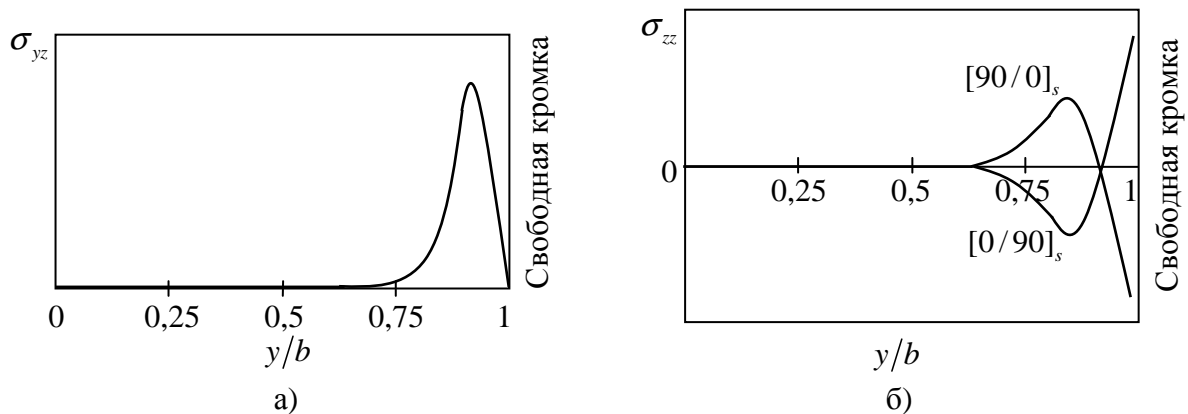 σyz
Свободная кромка
0 0,25 0,5 0,75 1
y/b
а)
σzz
[90/0]s
0
0,25 0,5 0,75 1
[0/90]s
Свободная кромка
y/b
б)